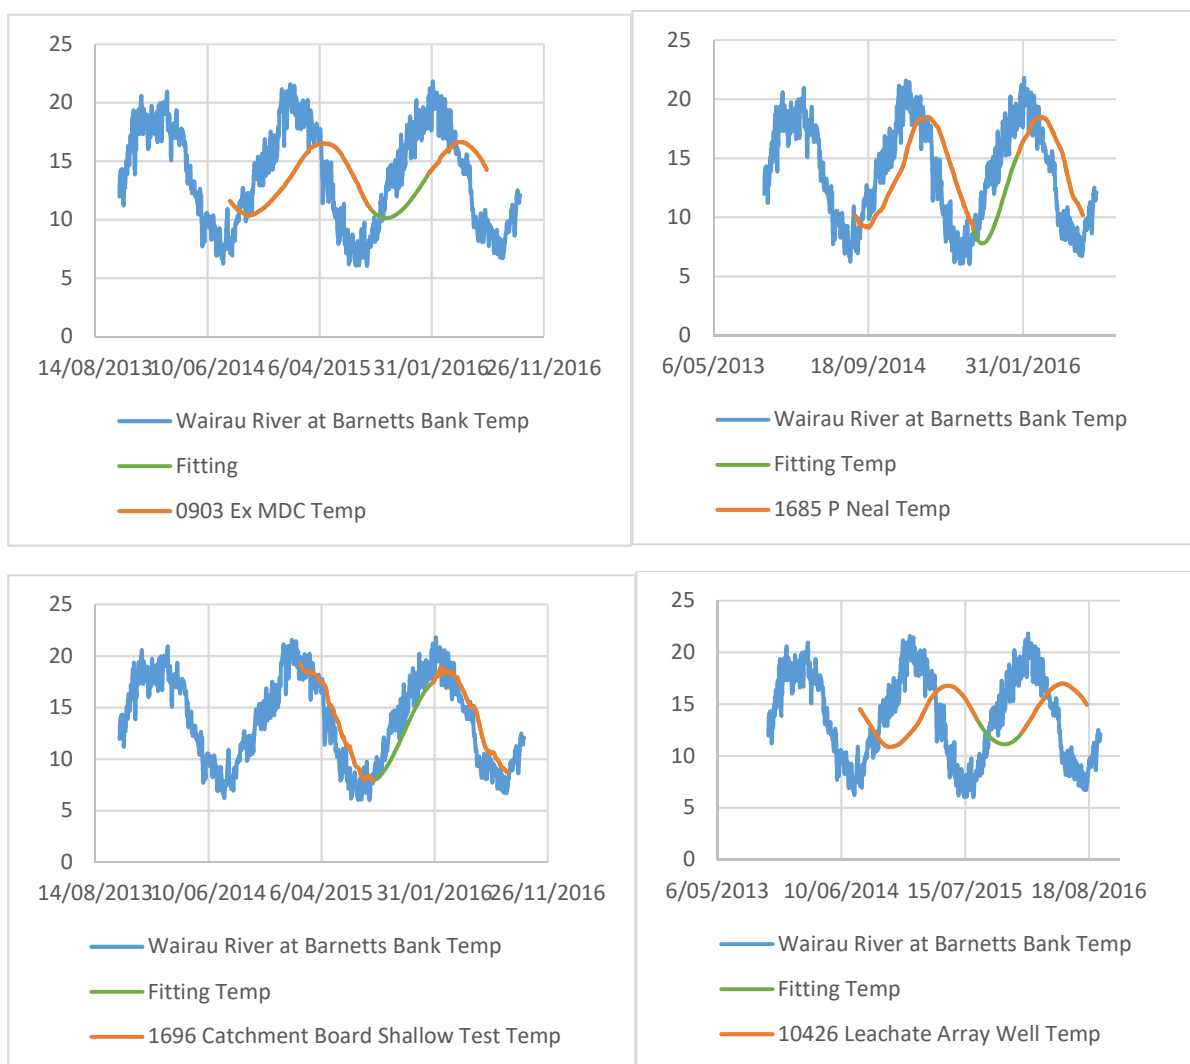 25
20
15
10
5
0
14/08/2013 10/06/2014 6/04/2015 31/01/2016 26/11/2016
Wairau River at Barnetts Bank Temp
Fitting
0903 Ex MDC Temp
25
20
15
10
5
0
6/05/2013 18/09/2014 31/01/2016
Wairau River at Barnetts Bank Temp
Fitting Temp
1685 P Neal Temp
25
20
15
10
5
0
14/08/2013 10/06/2014 6/04/2015 31/01/2016 26/11/2016
Wairau River at Barnetts Bank Temp
Fitting Temp
1696 Catchment Board Shallow Test Temp
25
20
15
10
5
0
6/05/2013 10/06/2014 15/07/2015 18/08/2016
Wairau River at Barnetts Bank Temp
Fitting Temp
10426 Leachate Array Well Temp